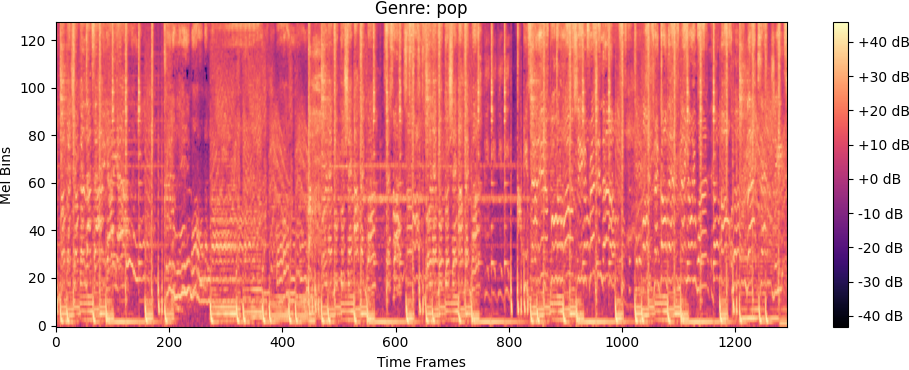 Genre: pop
120
100
80
60
40
20
0
Mel Bins
0
200
400
600
800
1000
1200
Time Frames
+40 dB
+30 dB
+20 dB
+10 dB
+0 dB
-10 dB
-20 dB
-30 dB
-40 dB